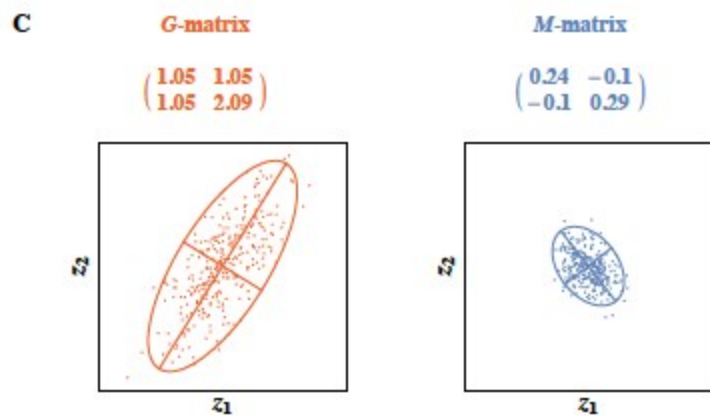 C
G-matrix
M-matrix
( 1.05 1.05
1.05 2.09 )
( 0.24 –0.1
–0.1 0.29 )
z2
z1
z2
z1